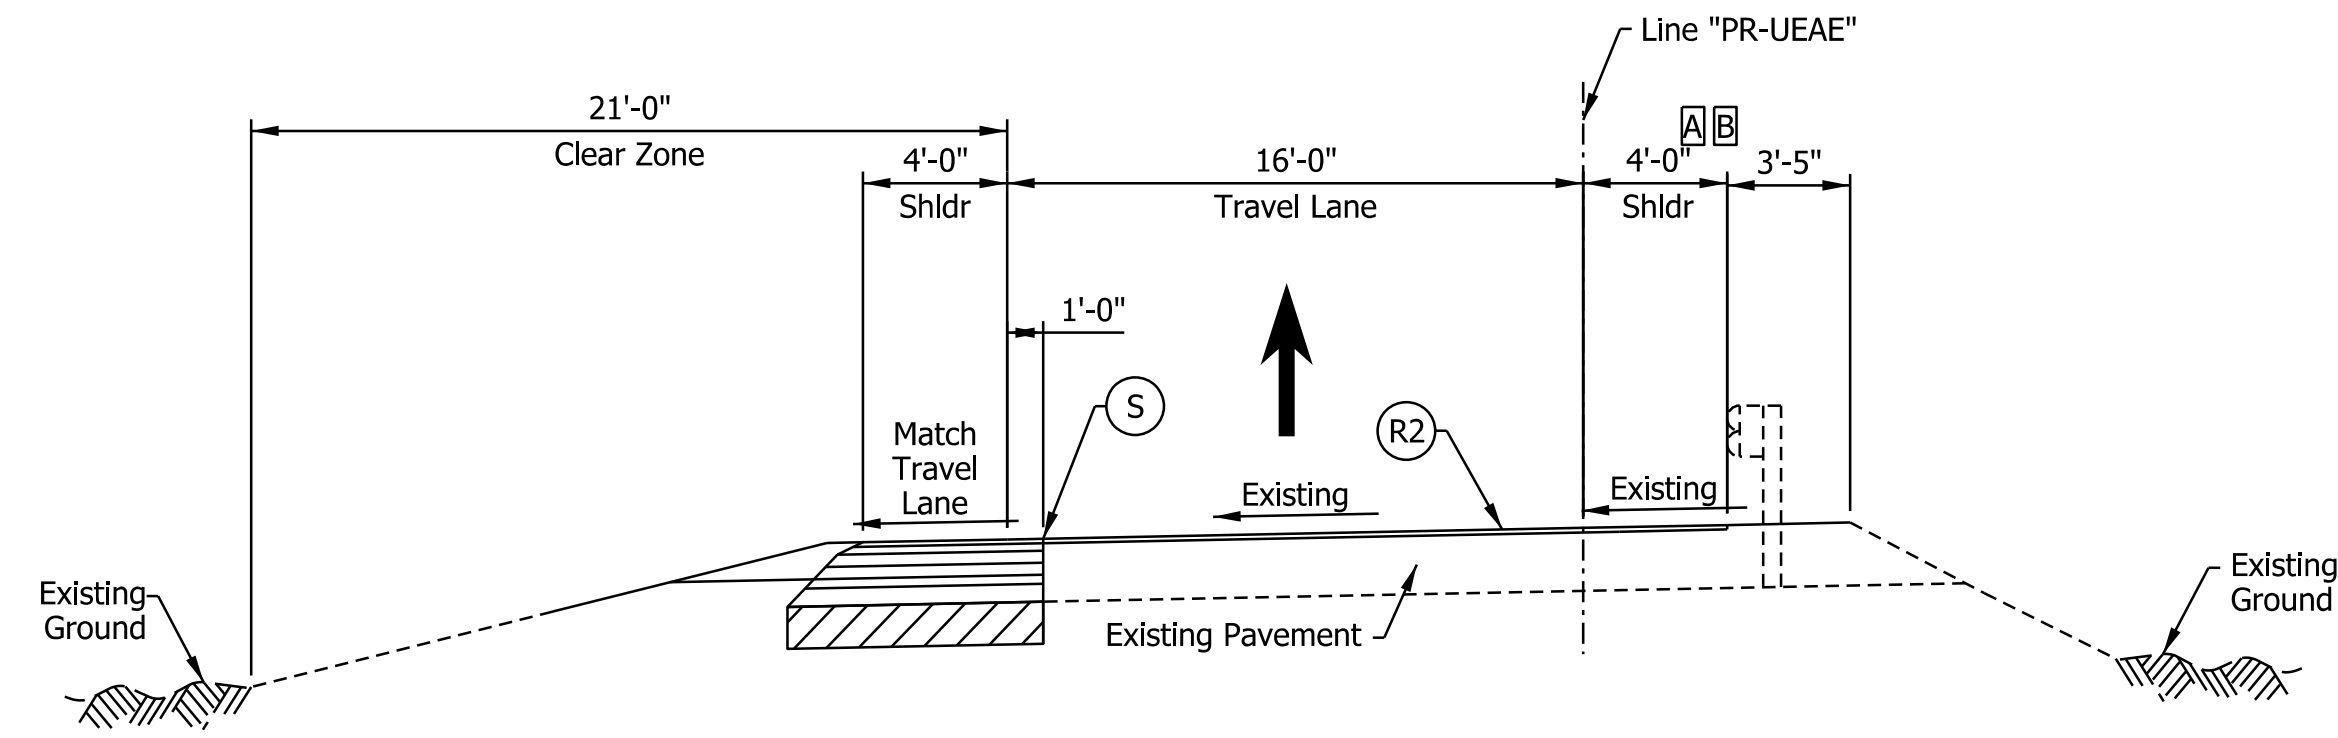 Line "PR-UEAE"
21'-0"
Clear Zone
A B
4'-0"
Shldr
16'-0"
Travel Lane
4'-0"
Shldr
3'-5"
1'-0"
S
R2
Match
Travel
Lane
Existing
Existing
Existing
Ground
Existing Pavement
Existing
Ground